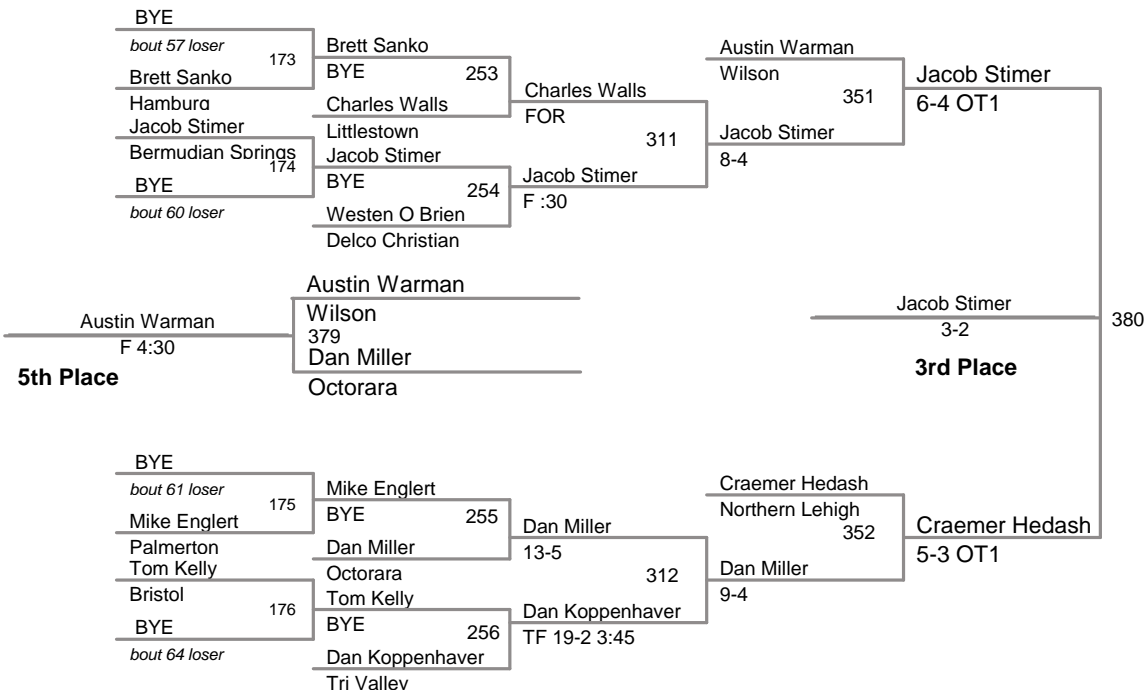 BYE
bout 57 loser
173
Brett Sanko
Hamburg
Jacob Stimer
Bermudian Springs
174
BYE
bout 60 loser
Brett Sanko
BYE
253
Charles Walls
Littlestown
Jacob Stimer
BYE
254
Westen O Brien
Delco Christian
Charles Walls
FOR
311
Jacob Stimer
F :30
Austin Warman
Wilson
351
Jacob Stimer
8-4
Jacob Stimer
6-4 OT1
Austin Warman
F 4:30
5th Place
Austin Warman
Wilson
379
Dan Miller
Octorara
Jacob Stimer
3-2
3rd Place
380
BYE
bout 61 loser
175
Mike Englert
Palmerton
Tom Kelly
Bristol
176
BYE
bout 64 loser
Mike Englert
BYE
255
Dan Miller
Octorara
Tom Kelly
BYE
256
Dan Koppenhaver
Tri Valley
Dan Miller
13-5
312
Dan Koppenhaver
TF 19-2 3:45
Craemer Hedash
Northern Lehigh
352
Dan Miller
9-4
Craemer Hedash
5-3 OT1